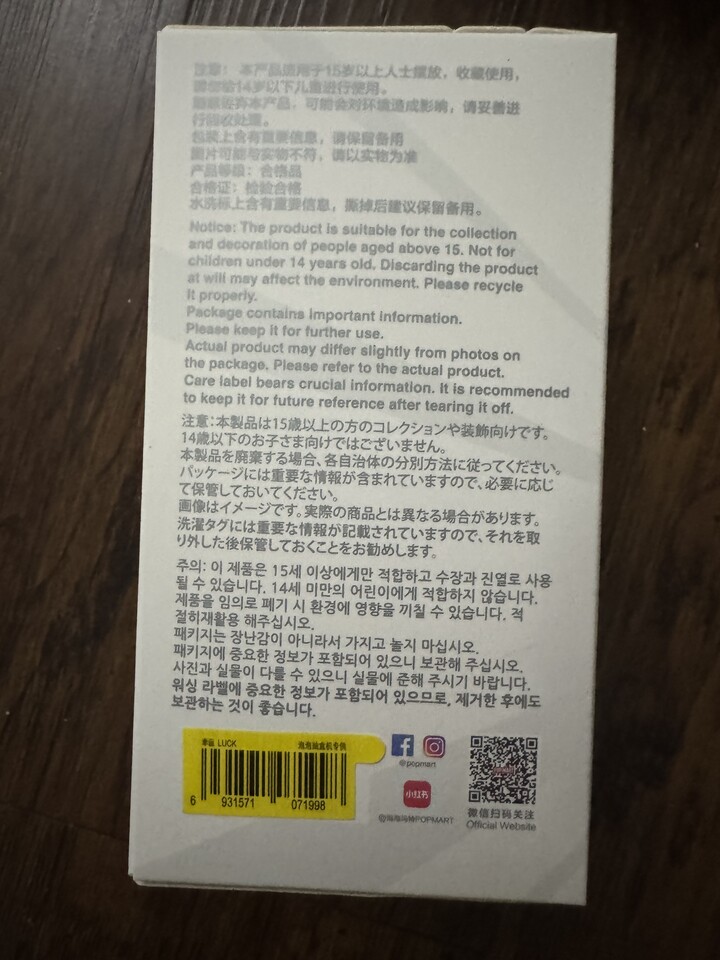 注意：本产品适用于15岁以上人士摆放，收藏使用，
请勿给14岁以下儿童进行使用。
随意丢弃本产品，可能会对环境造成影响，请妥善进
行回收处理。
包装上含有重要信息，请保留备用
图片可能与实物不符，请以实物为准
产品等级：合格品
合格证：检验合格
水洗标上含有重要信息，撕掉后建议保留备用。
Notice: The product is suitable for the collection
and decoration of people aged above 15. Not for
children under 14 years old. Discarding the product
at will may affect the environment. Please recycle
it properly.
Package contains important information.
Please keep it for further use.
Actual product may differ slightly from photos on
the package. Please refer to the actual product.
Care label bears crucial information. It is recommended
to keep it for future reference after tearing it off.
注意：本製品は15歳以上の方のコレクションや装飾向けです。
14歳以下のお子さま向けではございません。
本製品を廃棄する場合、各自治体の分別方法に従ってください。
パッケージには重要な情報が含まれていますので、必要に応じ
て保管しておいてください。
画像はイメージです。実際の商品とは異なる場合があります。
洗濯タグには重要な情報が記載されていますので、それを取
り外した後保管しておくことをお勧めします。
주의: 이 제품은 15세 이상에게만 적합하고 수장과 진열로 사용
될 수 있습니다. 14세 미만의 어린이에게 적합하지 않습니다.
제품을 임의로 폐기 시 환경에 영향을 끼칠 수 있습니다. 적
절히재활용 해주십시오.
패키지는 장난감이 아니라서 가지고 놀지 마십시오.
패키지에 중요한 정보가 포함되어 있으니 보관해 주십시오.
사진과 실물이 다를 수 있으니 실물에 준해 주시기 바랍니다.
워싱 라벨에 중요한 정보가 포함되어 있으므로, 제거한 후에도
보관하는 것이 좋습니다.
LUCK
6 931571 071998
@popmart
小红书
@泡泡玛特POPMART
微信扫码关注
Official Website